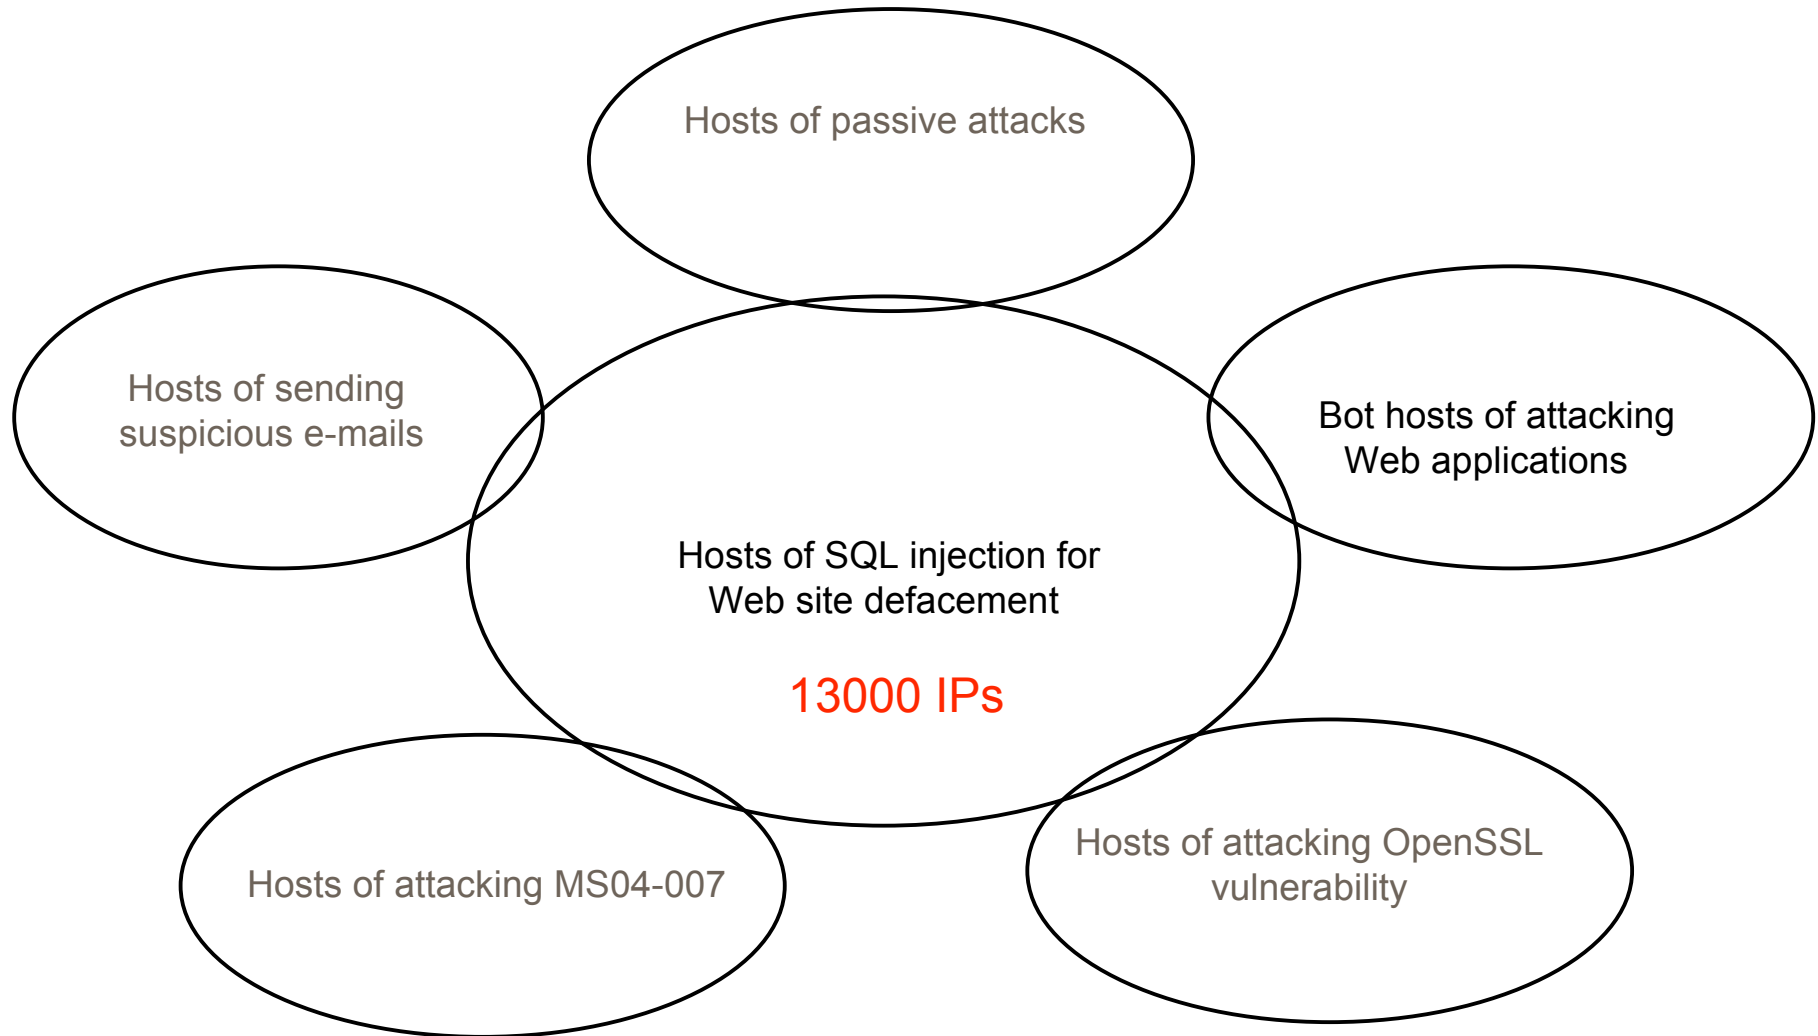 Hosts of passive attacks
Hosts of sending
suspicious e-mails
Bot hosts of attacking
Web applications
Hosts of SQL injection for
Web site defacement
13000 IPs
Hosts of attacking MS04-007
Hosts of attacking OpenSSL
vulnerability